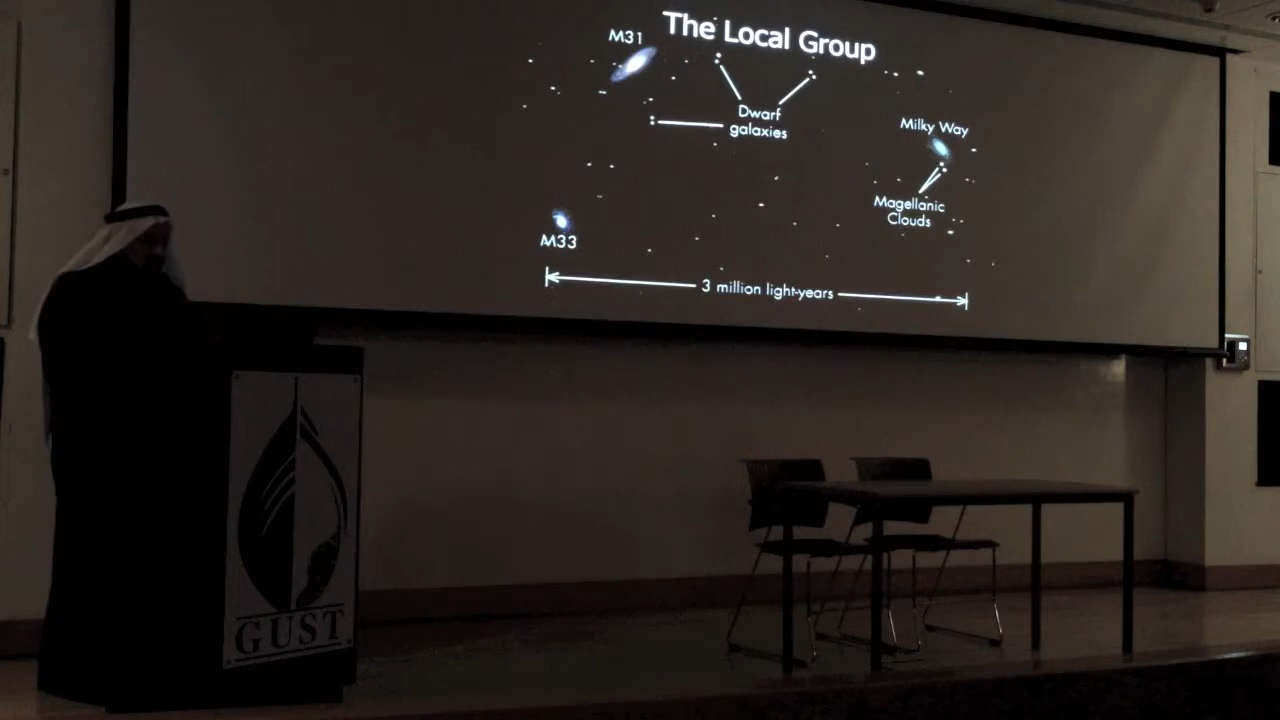 The Local Group
M31
Dwarf
galaxies
Milky Way
Magellanic
Clouds
M33
3 million light-years
GUST